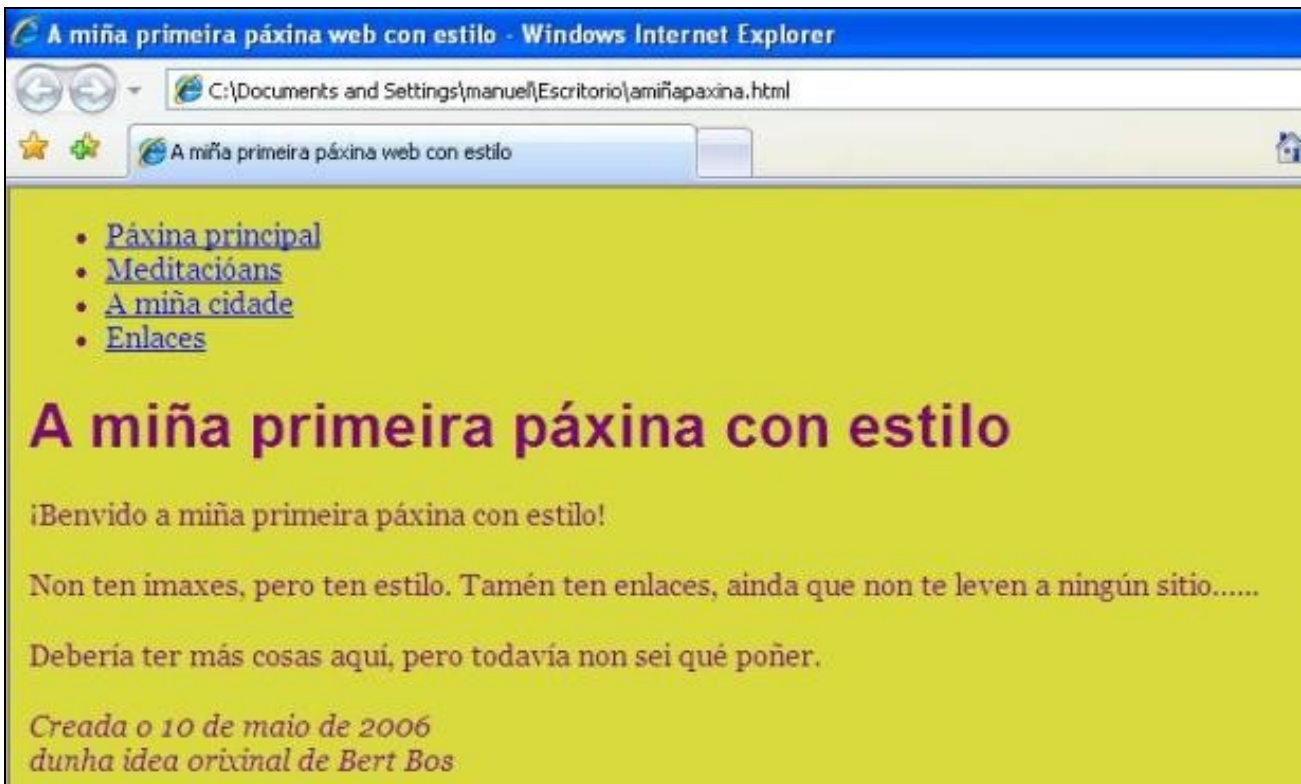 A miña primeira páxina web con estilo - Windows Internet Explorer
C:\Documents and Settings\manuel\Escritorio\amiñapaxina.html
A miña primeira páxina web con estilo
• Páxina principal
• Meditacióans
• A miña cidade
• Enlaces
A miña primeira páxina con estilo
¡Benvido a miña primeira páxina con estilo!
Non ten imaxes, pero ten estilo. Tamén ten enlaces, ainda que non te leven a ningún sitio......
Debería ter más cosas aquí, pero todavía non sei qué poñer.
Creada o 10 de maio de 2006
dunha idea orixinal de Bert Bos